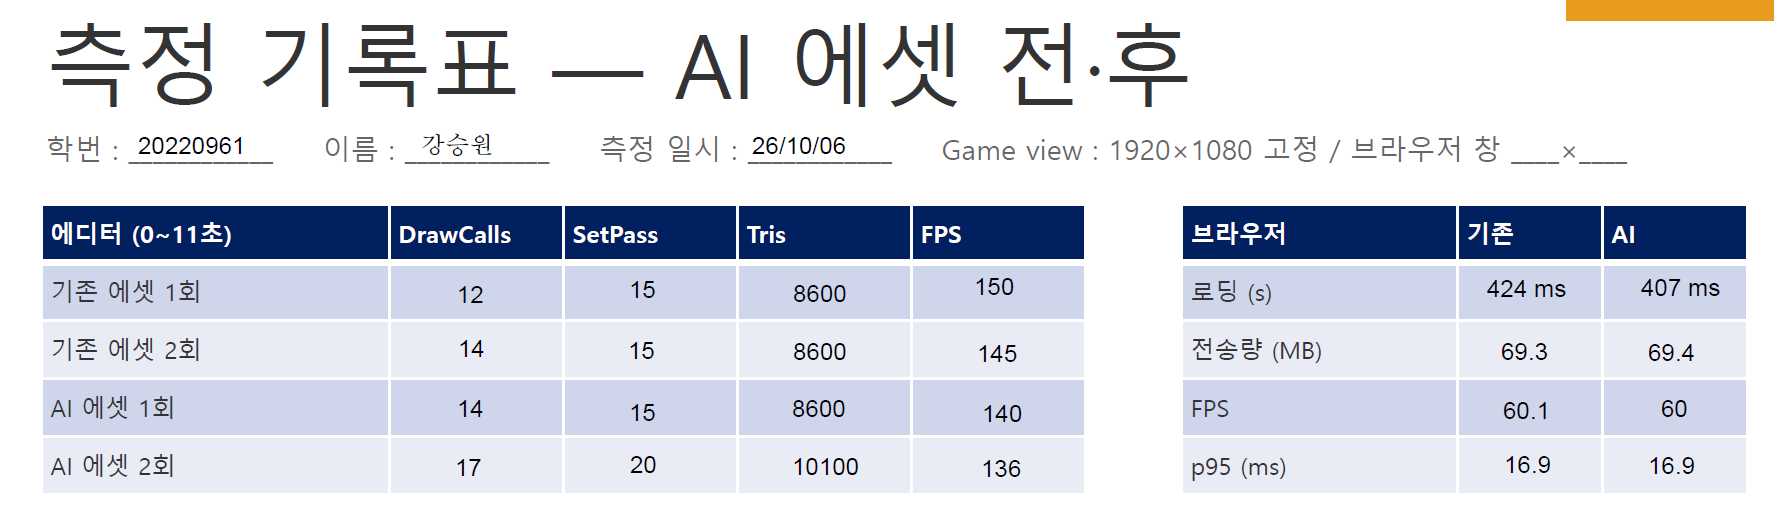 측정 기록표 — AI 에셋 전·후
학번 : 20220961 이름 : 강승원 측정 일시 : 26/10/06 Game view : 1920×1080 고정 / 브라우저 창 ____×____
에디터 (0~11초) DrawCalls SetPass Tris FPS
기존 에셋 1회 12 15 8600 150
기존 에셋 2회 14 15 8600 145
AI 에셋 1회 14 15 8600 140
AI 에셋 2회 17 20 10100 136
브라우저 기존 AI
로딩 (s) 424 ms 407 ms
전송량 (MB) 69.3 69.4
FPS 60.1 60
p95 (ms) 16.9 16.9